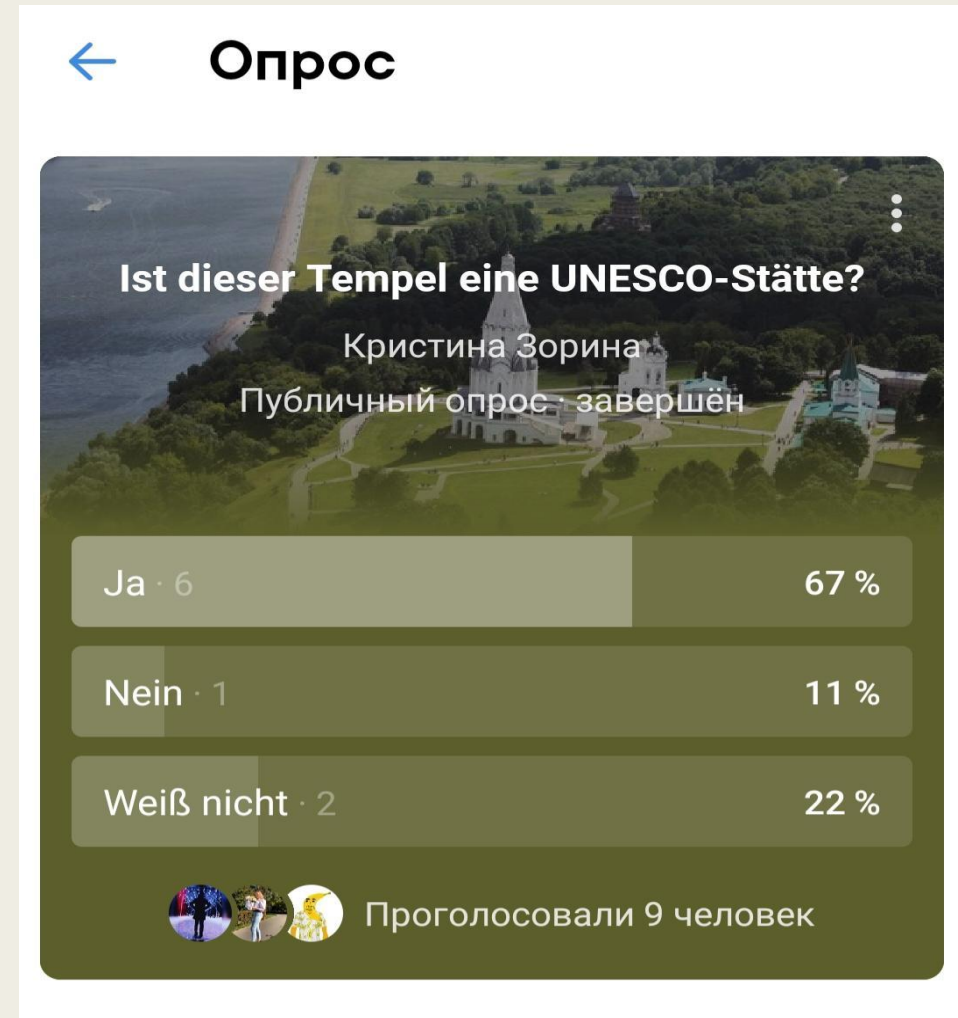 Опрос
Ist dieser Tempel eine UNESCO-Stätte?
Кристина Зорина
Публичный опрос · завершён
Ja · 6 67 %
Nein · 1 11 %
Weiß nicht · 2 22 %
Проголосовали 9 человек